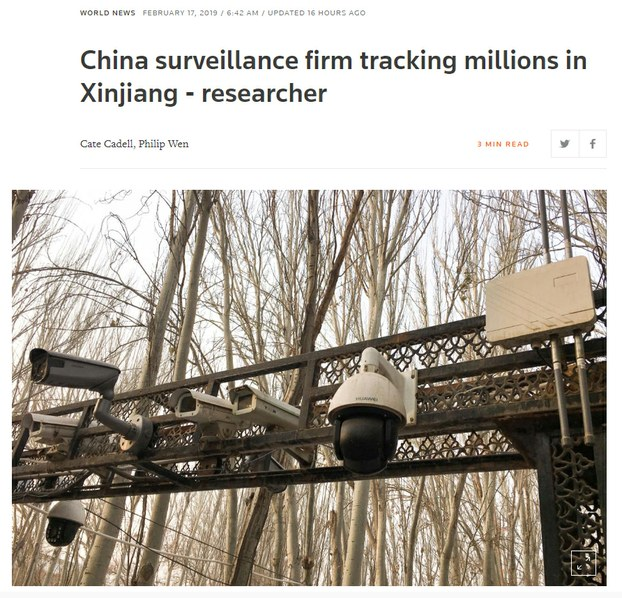 WORLD NEWS FEBRUARY 17, 2019 / 6:42 AM / UPDATED 16 HOURS AGO
China surveillance firm tracking millions in
Xinjiang - researcher
Cate Cadell, Philip Wen
3 MIN READ